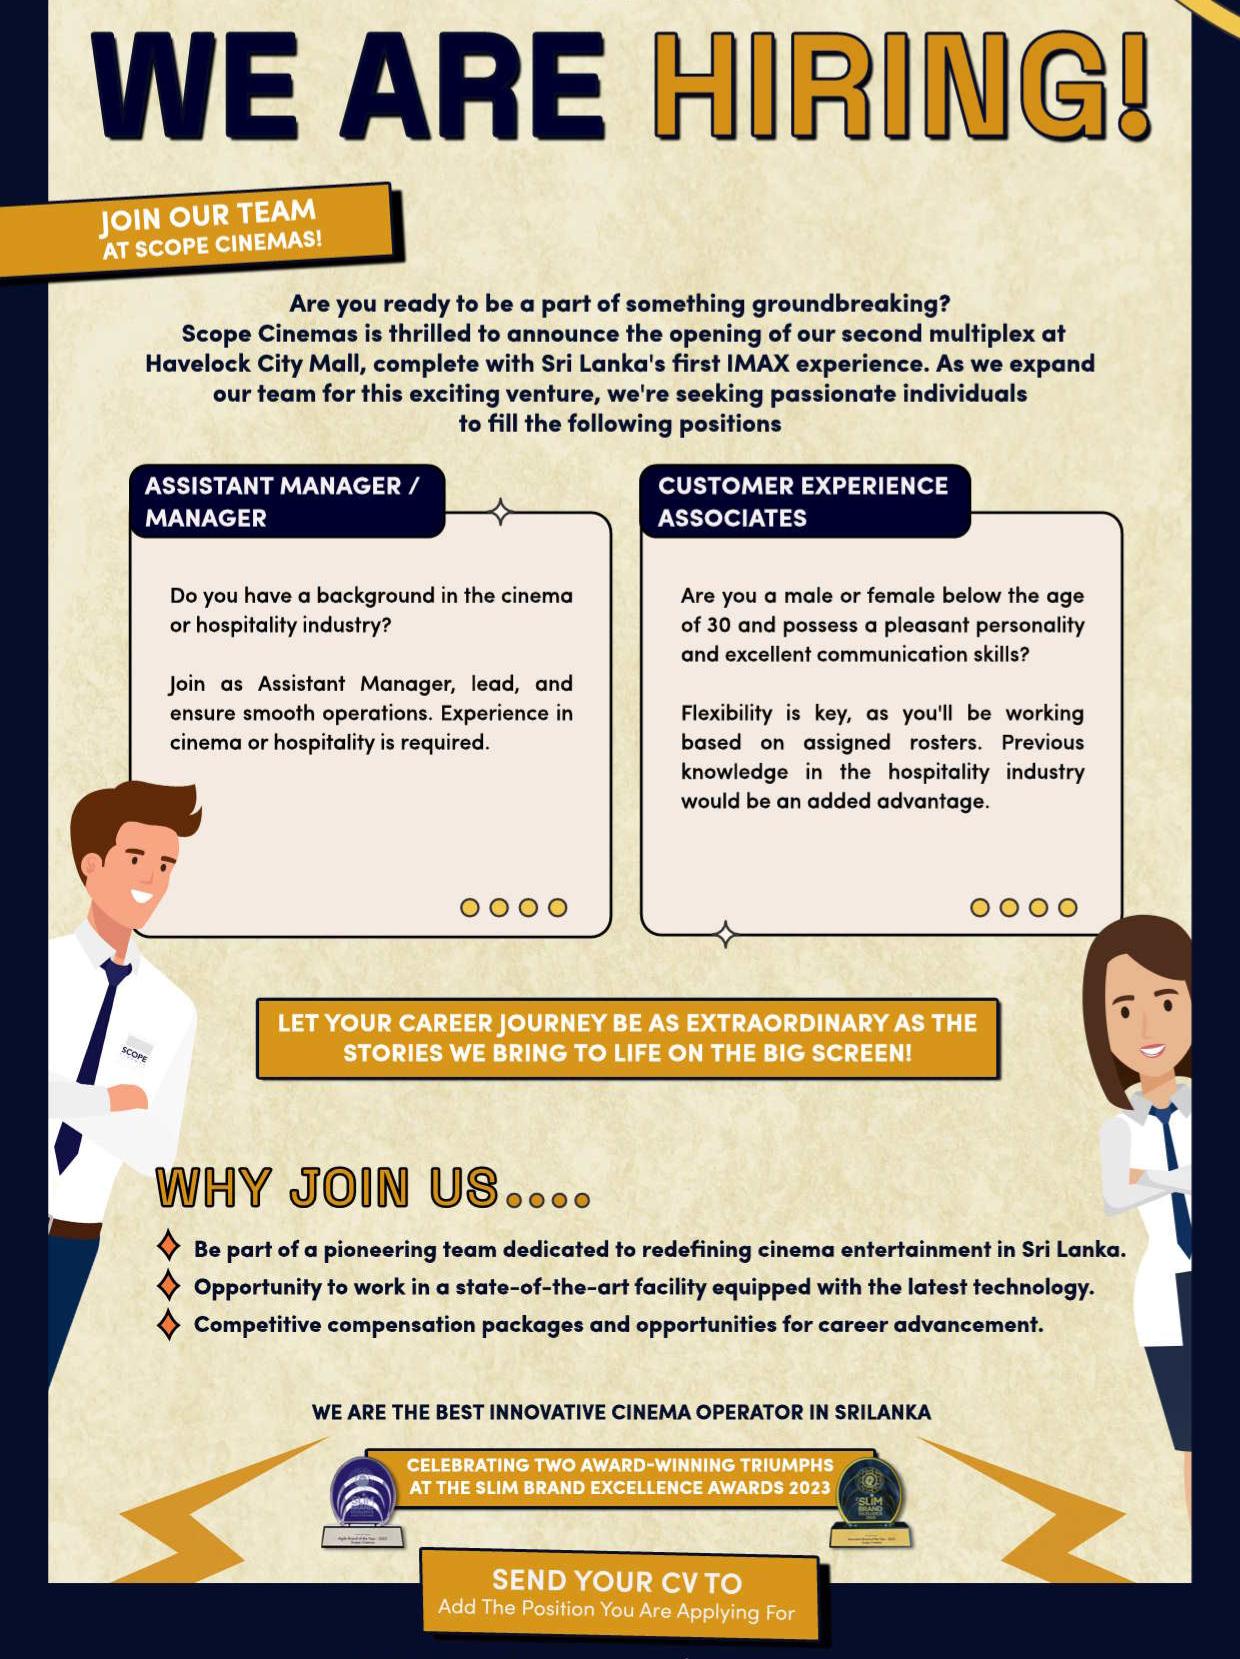 WE ARE HIRING!
JOIN OUR TEAM
AT SCOPE CINEMAS!
Are you ready to be a part of something groundbreaking?
Scope Cinemas is thrilled to announce the opening of our second multiplex at
Havelock City Mall, complete with Sri Lanka's first IMAX experience. As we expand
our team for this exciting venture, we're seeking passionate individuals
to fill the following positions
ASSISTANT MANAGER /
MANAGER
Do you have a background in the cinema
or hospitality industry?
Join as Assistant Manager, lead, and
ensure smooth operations. Experience in
cinema or hospitality is required.
CUSTOMER EXPERIENCE
ASSOCIATES
Are you a male or female below the age
of 30 and possess a pleasant personality
and excellent communication skills?
Flexibility is key, as you'll be working
based on assigned rosters. Previous
knowledge in the hospitality industry
would be an added advantage.
SCOPE
LET YOUR CAREER JOURNEY BE AS EXTRAORDINARY AS THE
STORIES WE BRING TO LIFE ON THE BIG SCREEN!
WHY JOIN US....
Be part of a pioneering team dedicated to redefining cinema entertainment in Sri Lanka.
Opportunity to work in a state-of-the-art facility equipped with the latest technology.
Competitive compensation packages and opportunities for career advancement.
WE ARE THE BEST INNOVATIVE CINEMA OPERATOR IN SRILANKA
CELEBRATING TWO AWARD-WINNING TRIUMPHS
AT THE SLIM BRAND EXCELLENCE AWARDS 2023
SLIM
SLIM
BRAND
SEND YOUR CV TO
Add The Position You Are Applying For